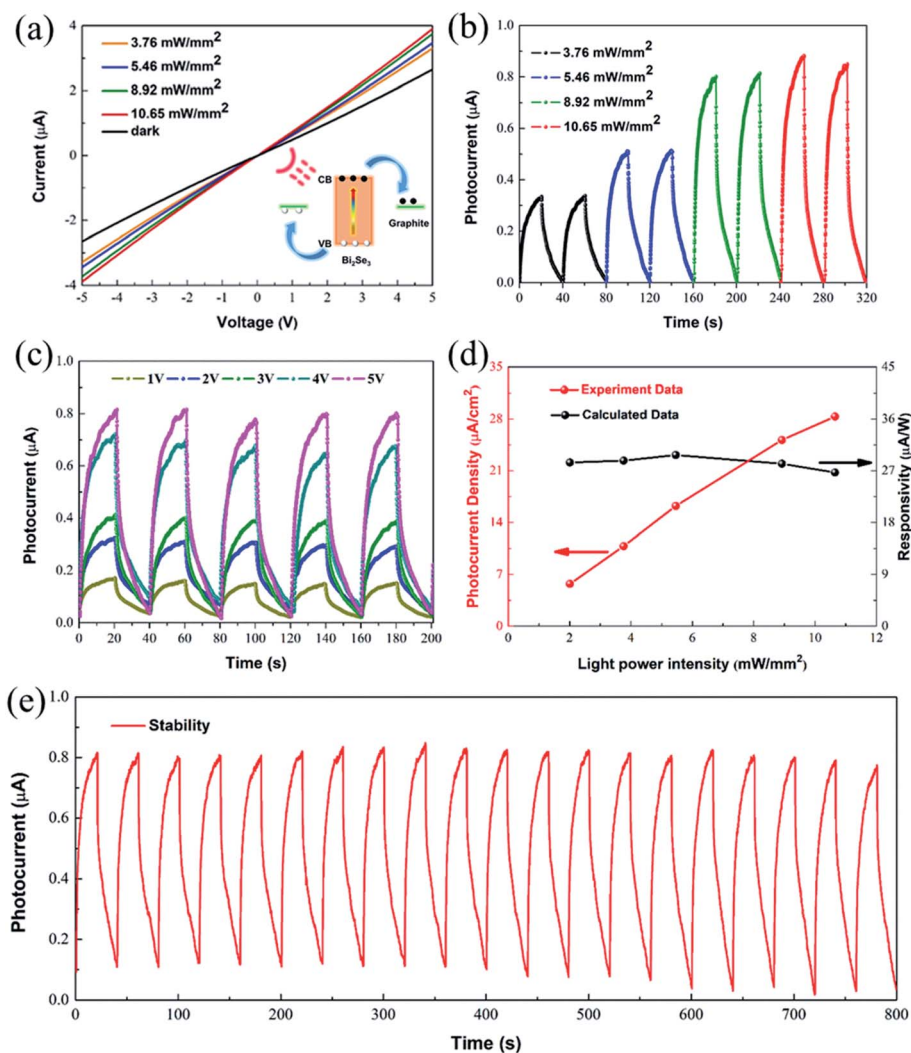 (a)
3.76 mW/mm2
5.46 mW/mm2
8.92 mW/mm2
10.65 mW/mm2
dark
Current (μA)
4
2
0
-2
-4
-5 -4 -3 -2 -1 0 1 2 3 4 5
Voltage (V)
CB
VB
Bi2Se3
Graphite
(b)
3.76 mW/mm2
5.46 mW/mm2
8.92 mW/mm2
10.65 mW/mm2
Photocurrent (μA)
1.0
0.8
0.6
0.4
0.2
0.0
0 40 80 120 160 200 240 280 320
Time (s)
(c)
1V 2V 3V 4V 5V
Photocurrent (μA)
1.0
0.8
0.6
0.4
0.2
0.0
0 20 40 60 80 100 120 140 160 180 200
Time (s)
(d)
Experiment Data
Calculated Data
Photocurrent Density (μA/cm2)
35
28
21
14
7
0
45
36
27
18
9
0
Responsivity (μA/W)
0 2 4 6 8 10 12
Light power intensity (mW/mm2)
(e)
Stability
Photocurrent (μA)
1.0
0.8
0.6
0.4
0.2
0.0
0 100 200 300 400 500 600 700 800
Time (s)